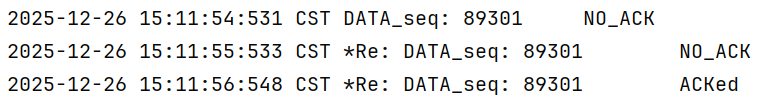 2025-12-26 15:11:54:531 CST DATA_seq: 89301 NO_ACK
2025-12-26 15:11:55:533 CST *Re: DATA_seq: 89301 NO_ACK
2025-12-26 15:11:56:548 CST *Re: DATA_seq: 89301 ACKed